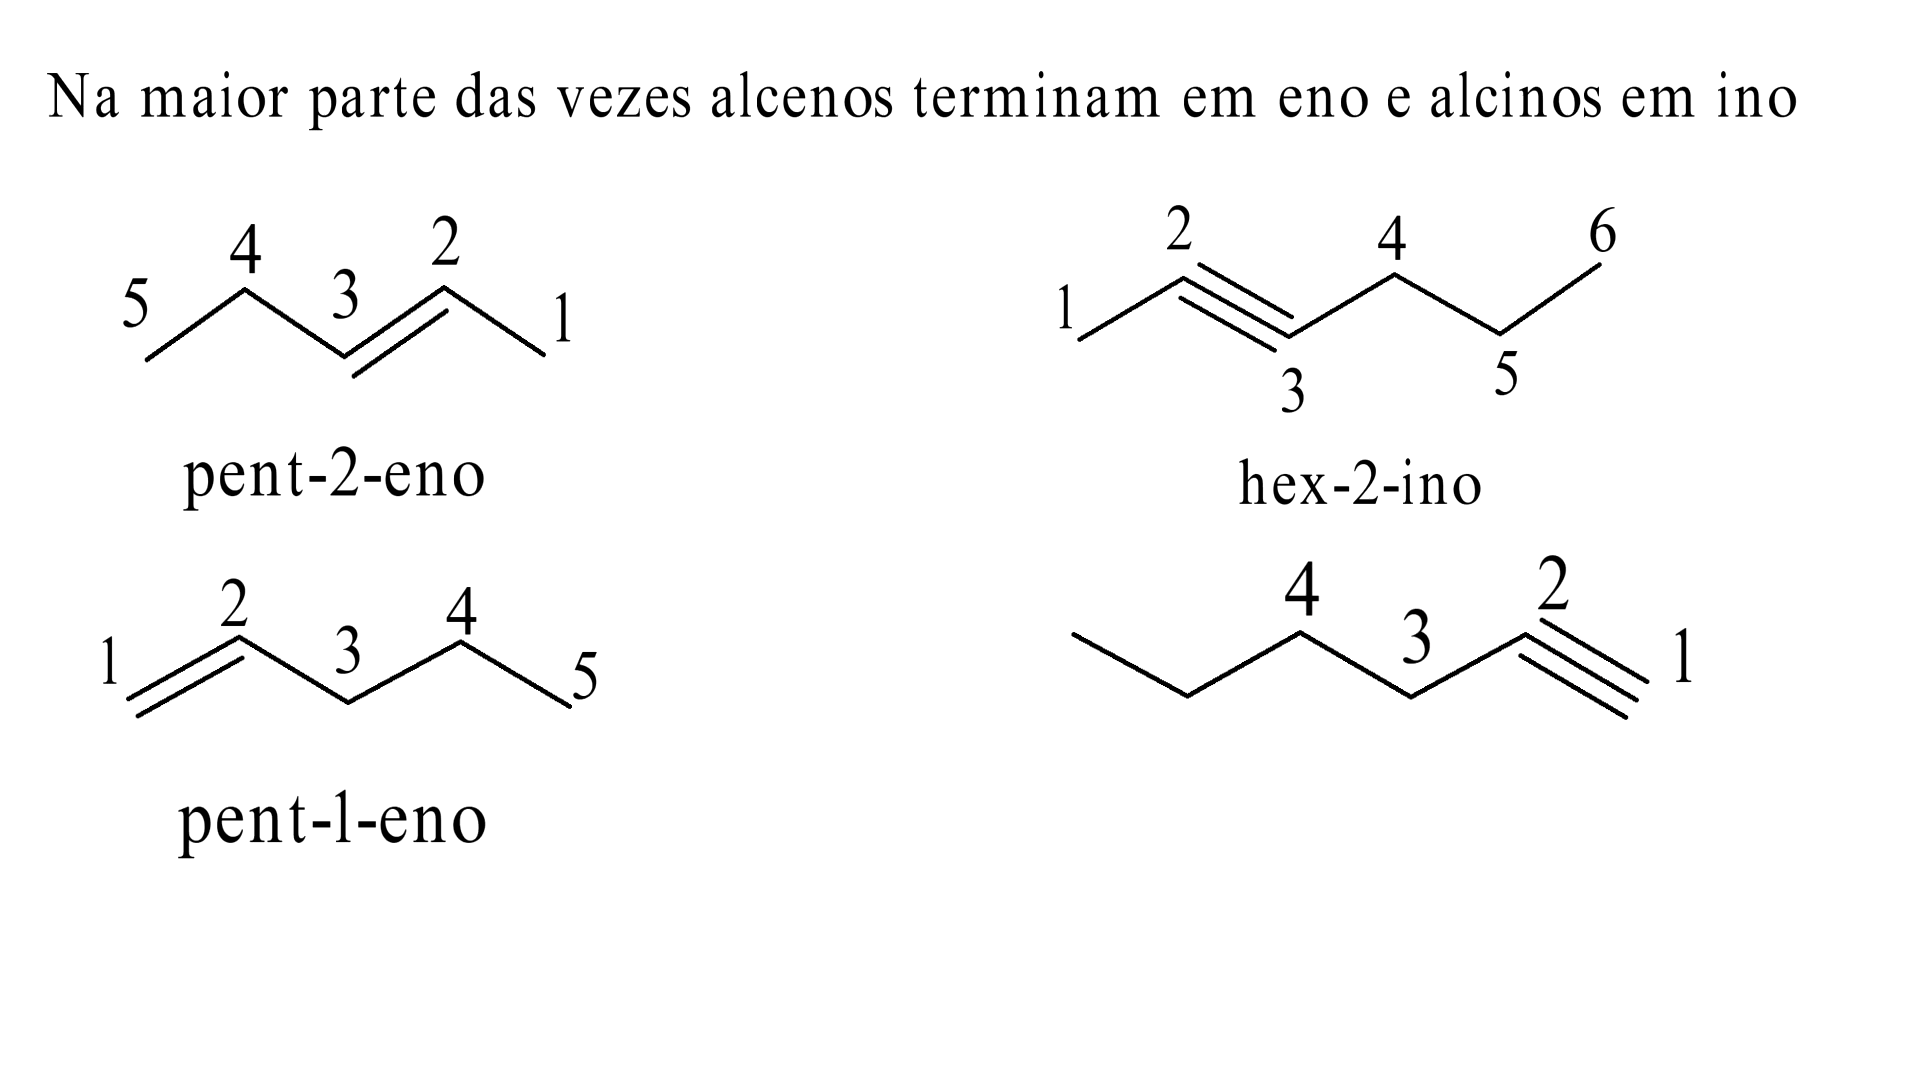 Na maior parte das vezes alcenos terminam em eno e alcinos em ino
5 4 3 2 1
1 2 3 4 5 6
pent-2-eno
hex-2-ino
1 2 3 4 5
4 3 2 1
pent-1-eno